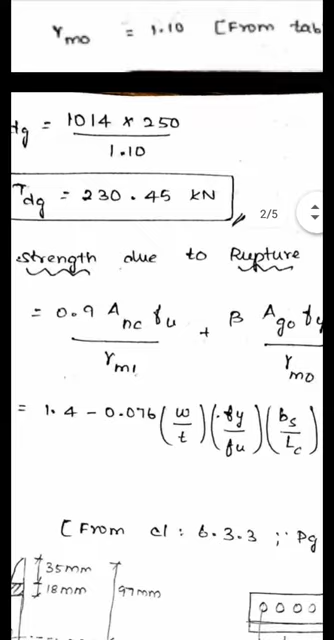 γmo = 1.10 [From tab
dg = 1014 × 250 / 1.10
Tdg = 230.45 kN
2/5
strength due to Rupture
= 0.9 Anc fu / γm1 + β Ago fy / γmo
= 1.4 - 0.076 (w/t) (fy/fu) (bs/Lc)
[From cl : 6.3.3 ; Pg
35mm
18mm
97mm